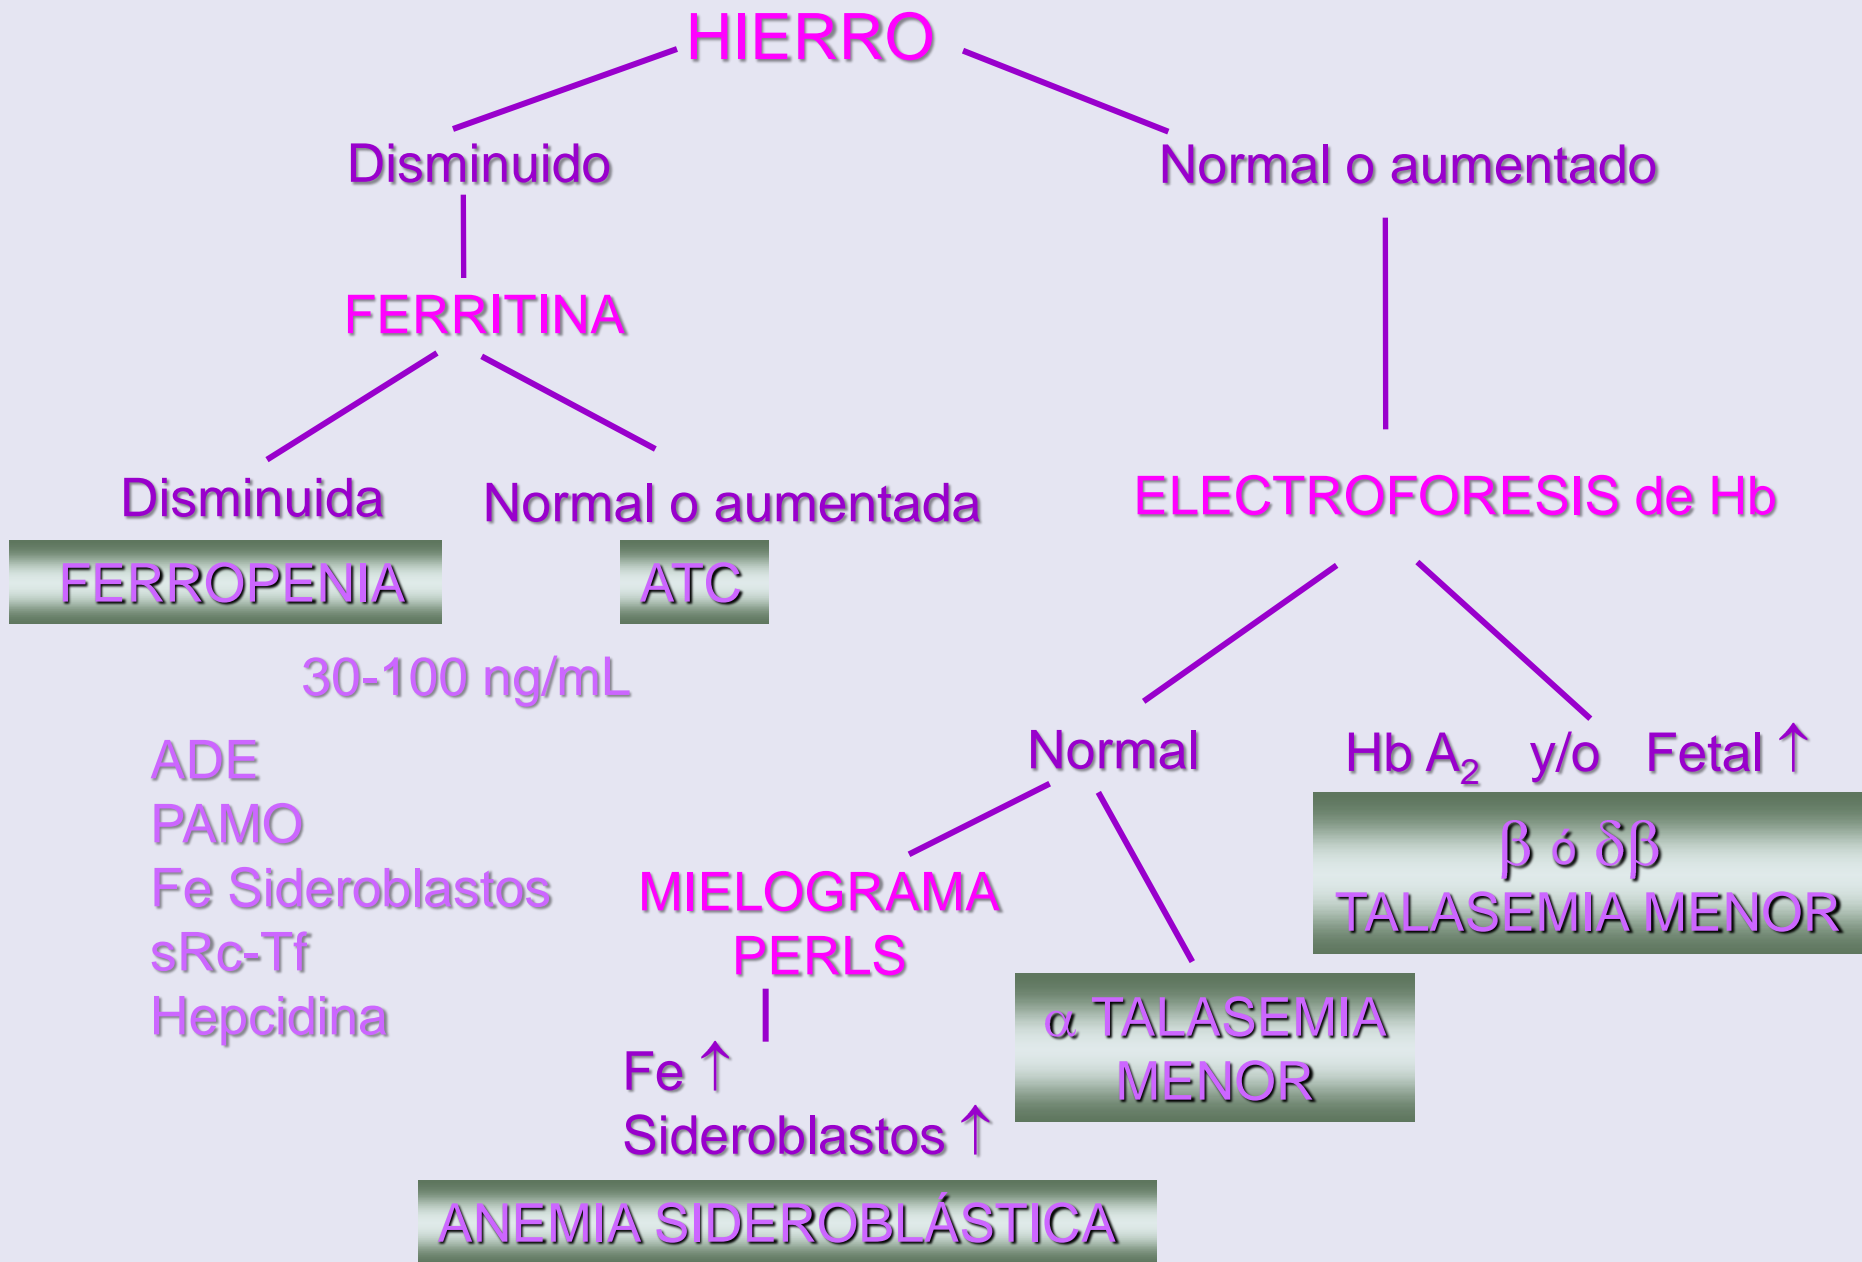 HIERRO
Disminuido
Normal o aumentado
FERRITINA
Disminuida
Normal o aumentada
ELECTROFORESIS de Hb
FERROPENIA
ATC
30-100 ng/mL
ADE
PAMO
Fe Sideroblastos
sRc-Tf
Hepcidina
Normal
Hb A₂ y/o Fetal ↑
β ó δβ
TALASEMIA MENOR
MIELOGRAMA
PERLS
α TALASEMIA
MENOR
Fe ↑
Sideroblastos ↑
ANEMIA SIDEROBLÁSTICA